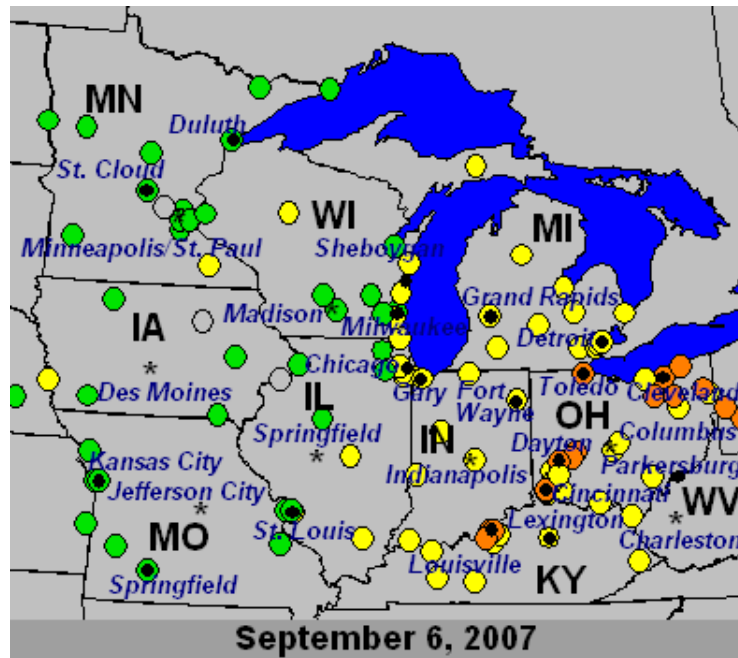 MN
Duluth
St. Cloud
WI
MI
Minneapolis/St. Paul
Sheboygan
Grand Rapids
Madison
Milwaukee
IA
Detroit
Chicago
Des Moines
Gary
Fort
Wayne
Toledo
Cleveland
IL
OH
Springfield
IN
Dayton
Columbus
Kansas City
Indianapolis
Parkersburg
Jefferson City
Cincinnati
WV
St. Louis
Lexington
MO
Charleston
Louisville
KY
Springfield
September 6, 2007